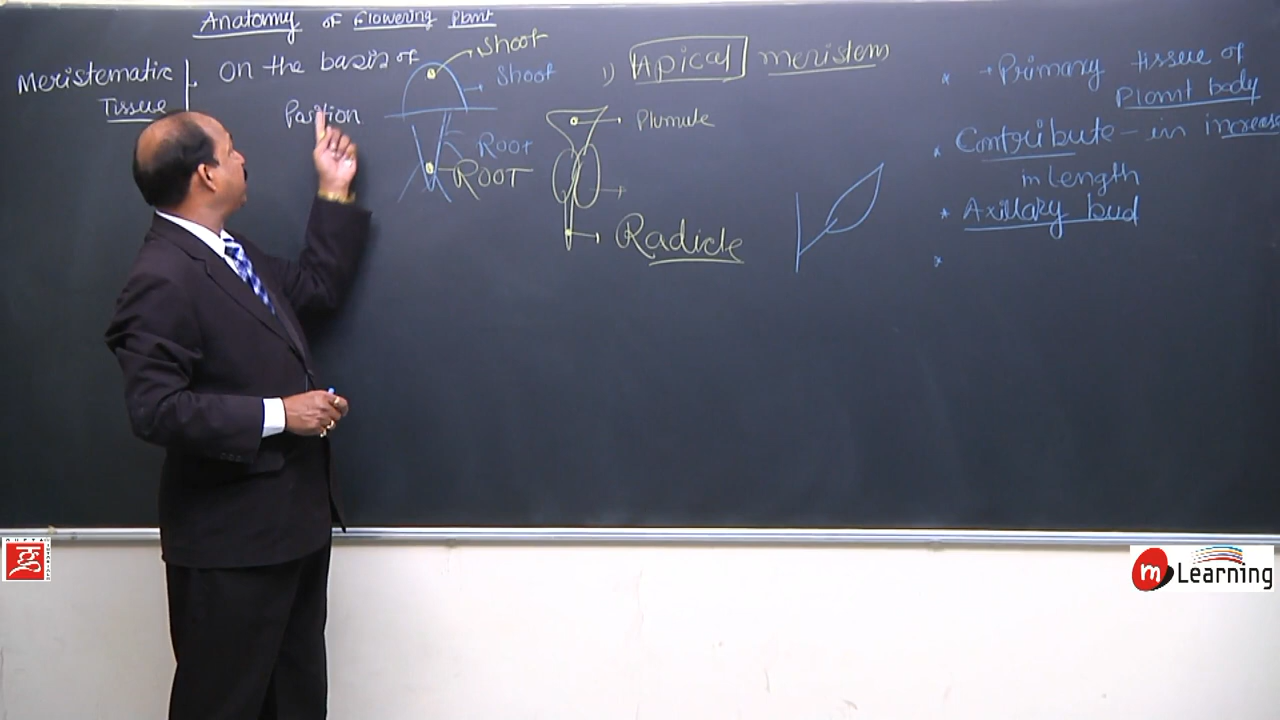 Anatomy of Flowering Plant
Meristematic
Tissue
On the basis of
Position
Shoot
Shoot
Root
ROOT
1) Apical meristem
Plumule
Radicle
* → Primary tissue of
Plant body
* Contribute - in increase
in length
* Axillary bud
*
m Learning